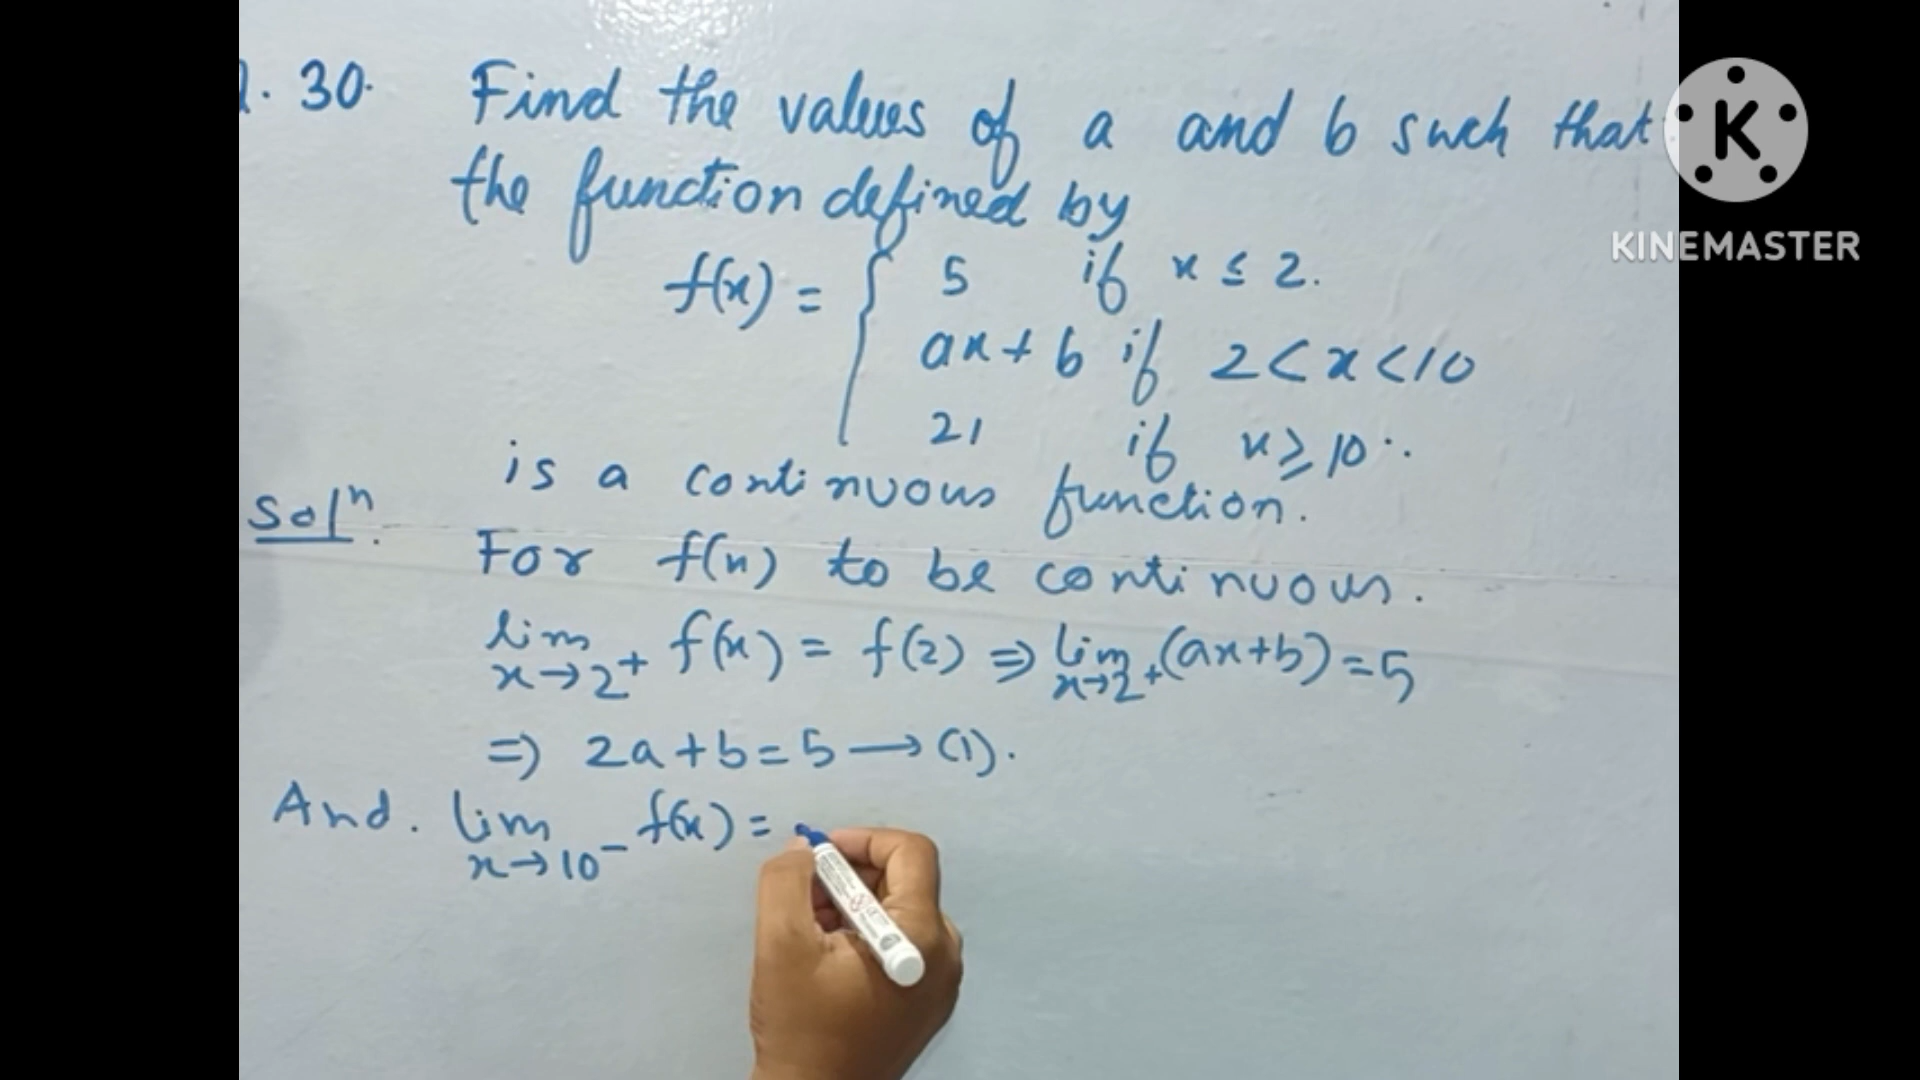 Q. 30. Find the values of a and b such that
the function defined by
f(x) = { 5 if x ≤ 2.
ax + b if 2 < x < 10
21 if x ≥ 10.
is a continuous function.
Solⁿ.
For f(x) to be continuous.
lim x→2⁺ f(x) = f(2) ⇒ lim x→2⁺ (ax+b) = 5
⇒ 2a + b = 5 → (1).
And. lim x→10⁻ f(x) =
K
KINEMASTER